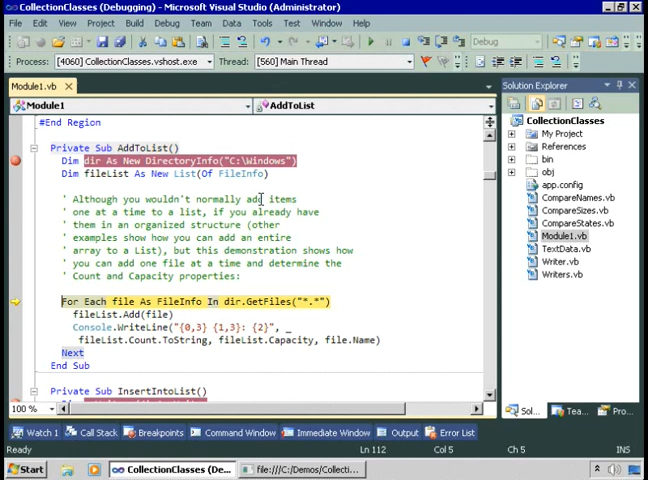 CollectionClasses (Debugging) - Microsoft Visual Studio (Administrator)
File Edit View Project Build Debug Team Data Tools Test Window Help
Debug
Process: [4060] CollectionClasses.vshost.exe Thread: [560] Main Thread
Module1.vb
Module1 AddToList
#End Region
Private Sub AddToList()
Dim dir As New DirectoryInfo("C:\Windows")
Dim fileList As New List(Of FileInfo)
' Although you wouldn't normally add items
' one at a time to a list, if you already have
' them in an organized structure (other
' examples show how you can add an entire
' array to a List), but this demonstration shows how
' you can add one file at a time and determine the
' Count and Capacity properties:
For Each file As FileInfo In dir.GetFiles("*.*")
fileList.Add(file)
Console.WriteLine("{0,3} {1,3}: {2}", _
fileList.Count.ToString, fileList.Capacity, file.Name)
Next
End Sub
Private Sub InsertIntoList()
100 %
Solution Explorer
CollectionClasses
My Project
References
bin
obj
app.config
CompareNames.vb
CompareSizes.vb
CompareStates.vb
Module1.vb
TextData.vb
Writer.vb
Writers.vb
Sol... Tea... Pro...
Watch 1 Call Stack Breakpoints Command Window Immediate Window Output Error List
Ready Ln 112 Col 5 Ch 5 INS
Start CollectionClasses (De... file:///C:/Demos/Collecti...